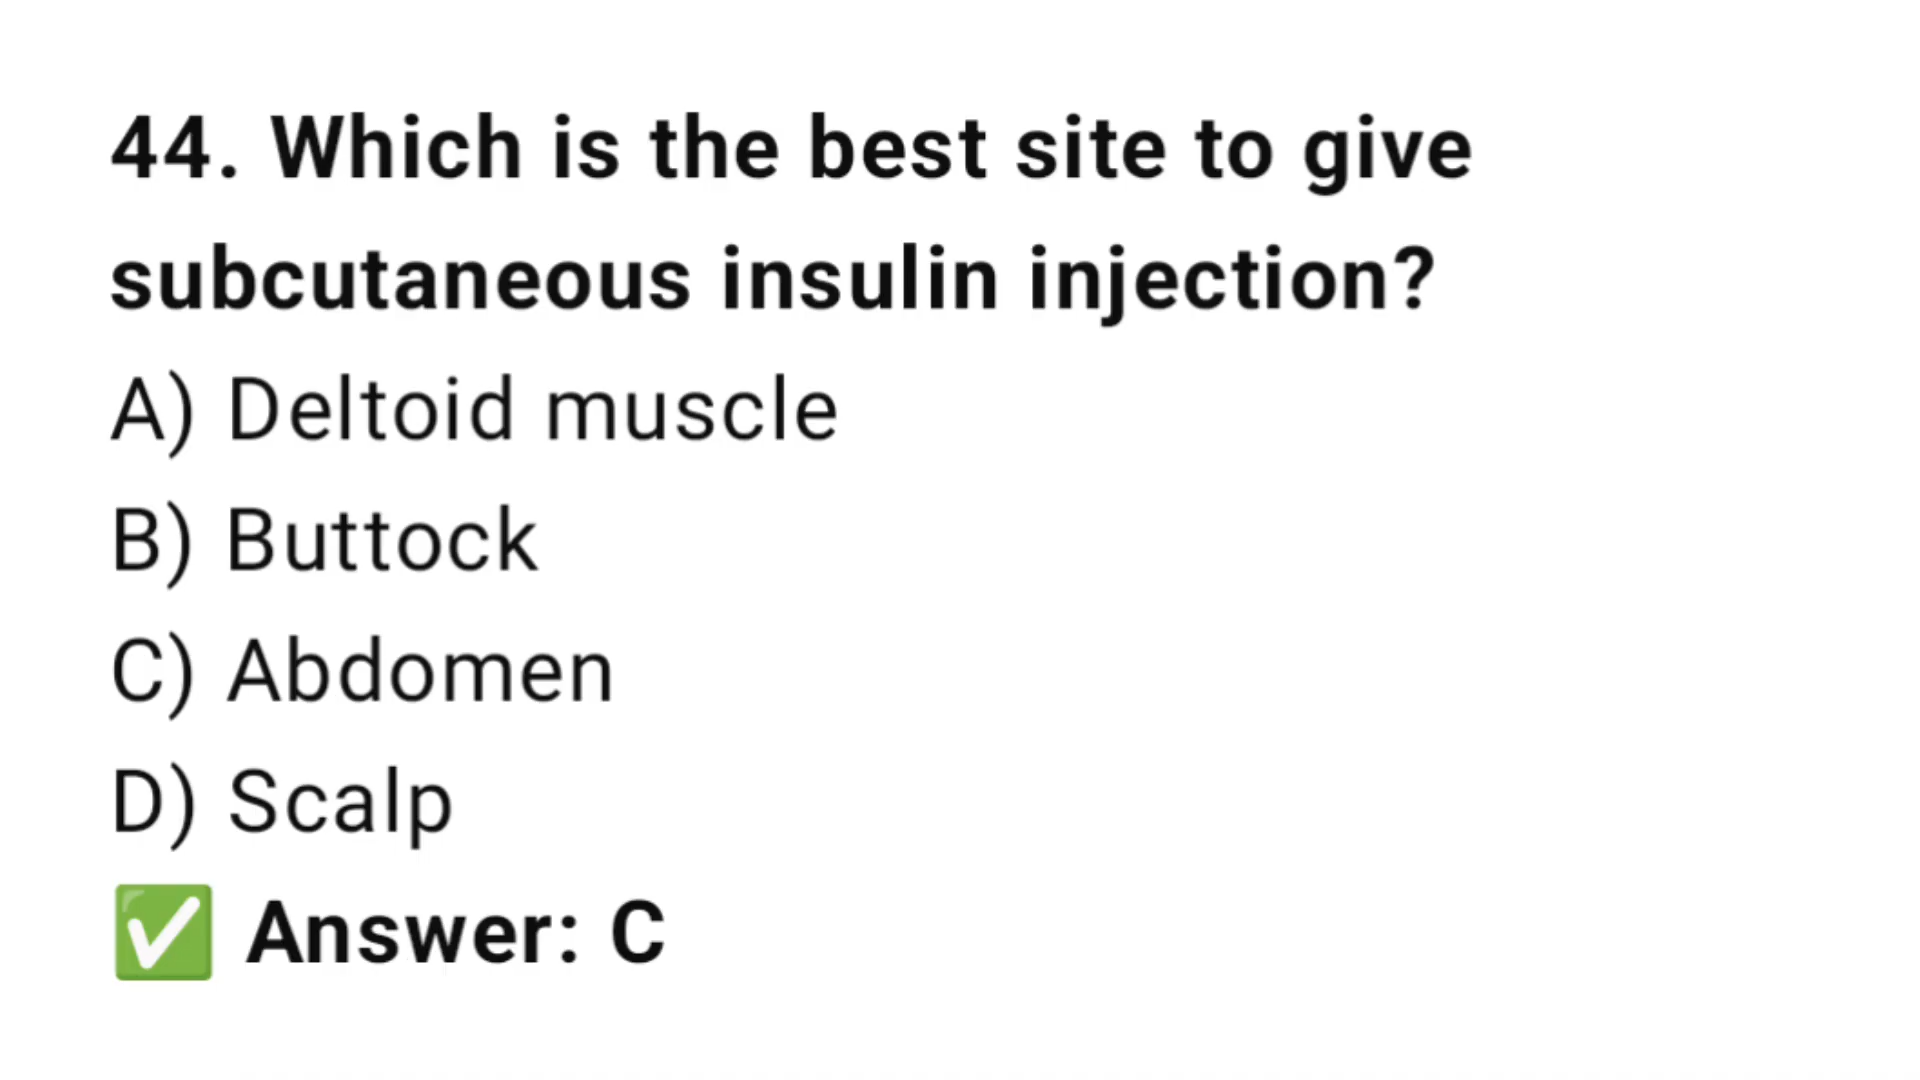 44. Which is the best site to give
subcutaneous insulin injection?
A) Deltoid muscle
B) Buttock
C) Abdomen
D) Scalp
✅ Answer: C